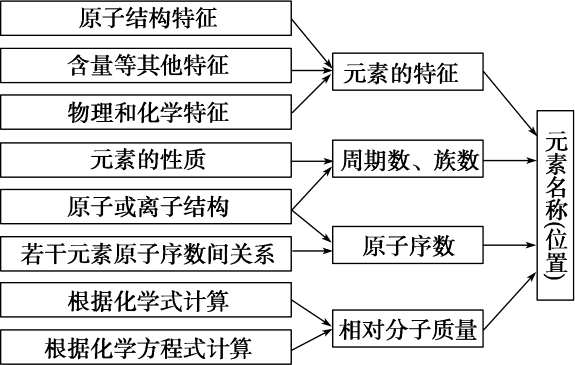 原子结构特征
含量等其他特征
物理和化学特征
元素的性质
原子或离子结构
若干元素原子序数间关系
根据化学式计算
根据化学方程式计算
元素的特征
周期数、族数
原子序数
相对分子质量
元素名称(位置)